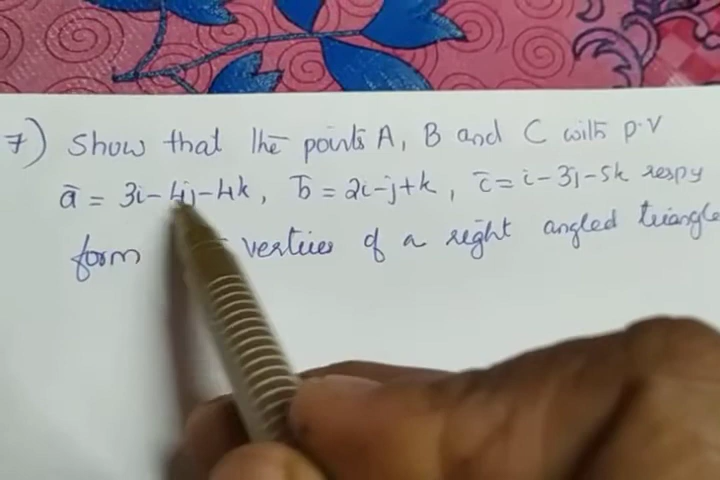 7) Show that the points A, B and C with p.v
ā = 3i - 4j - 4k, b̄ = 2i - j + k, c̄ = i - 3j - 5k respy
form vertices of a right angled triangle